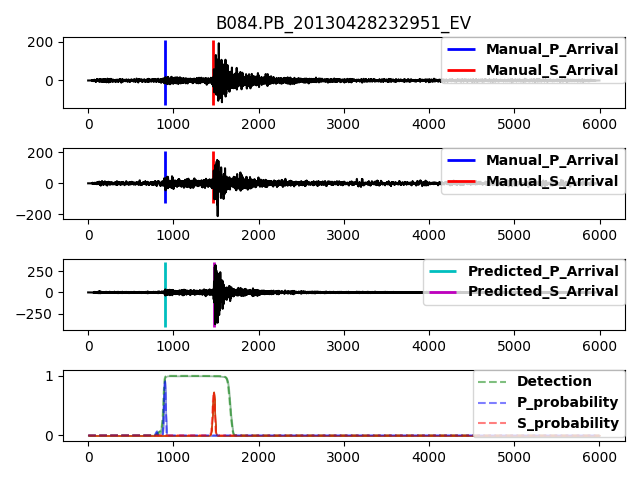 B084.PB_20130428232951_EV
200
0
Manual_P_Arrival
Manual_S_Arrival
0 1000 2000 3000 4000 5000 6000
200
0
−200
Manual_P_Arrival
Manual_S_Arrival
0 1000 2000 3000 4000 5000 6000
250
0
−250
Predicted_P_Arrival
Predicted_S_Arrival
0 1000 2000 3000 4000 5000 6000
1
0
Detection
P_probability
S_probability
0 1000 2000 3000 4000 5000 6000